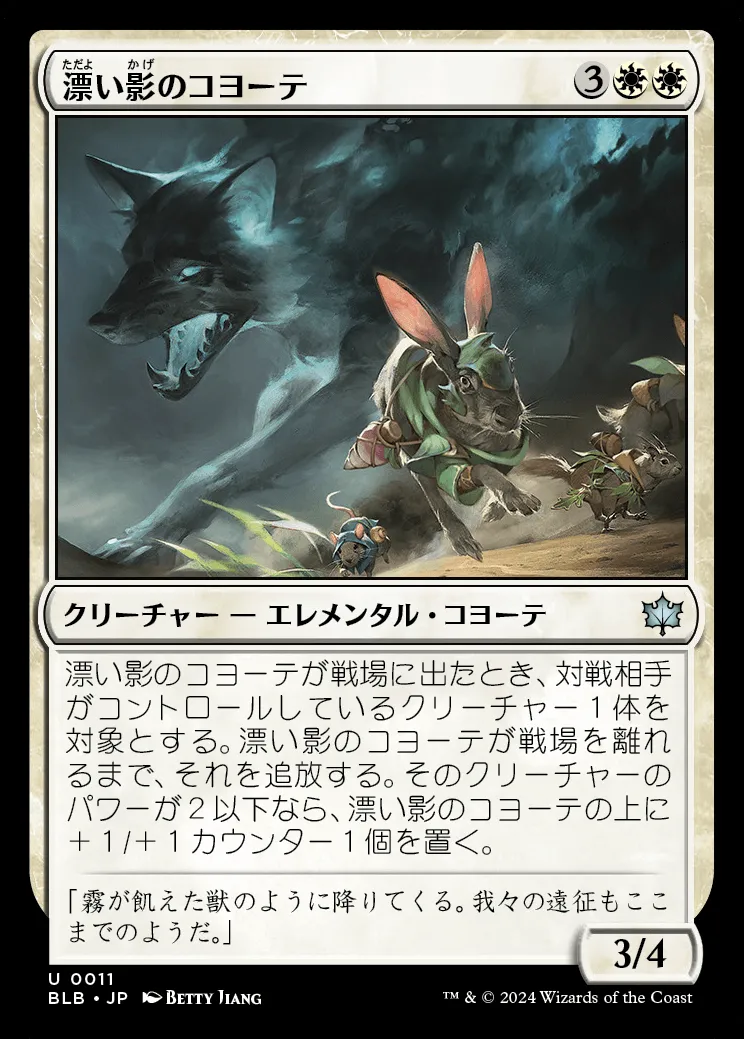 漂い影のコヨーテ
ただよ かげ
3
クリーチャー — エレメンタル・コヨーテ
漂い影のコヨーテが戦場に出たとき、対戦相手
がコントロールしているクリーチャー１体を
対象とする。漂い影のコヨーテが戦場を離れ
るまで、それを追放する。そのクリーチャーの
パワーが２以下なら、漂い影のコヨーテの上に
＋１/＋１カウンター１個を置く。
「霧が飢えた獣のように降りてくる。我々の遠征もここ
までのようだ。」
3/4
U 0011
BLB • JP Betty Jiang
™ & © 2024 Wizards of the Coast